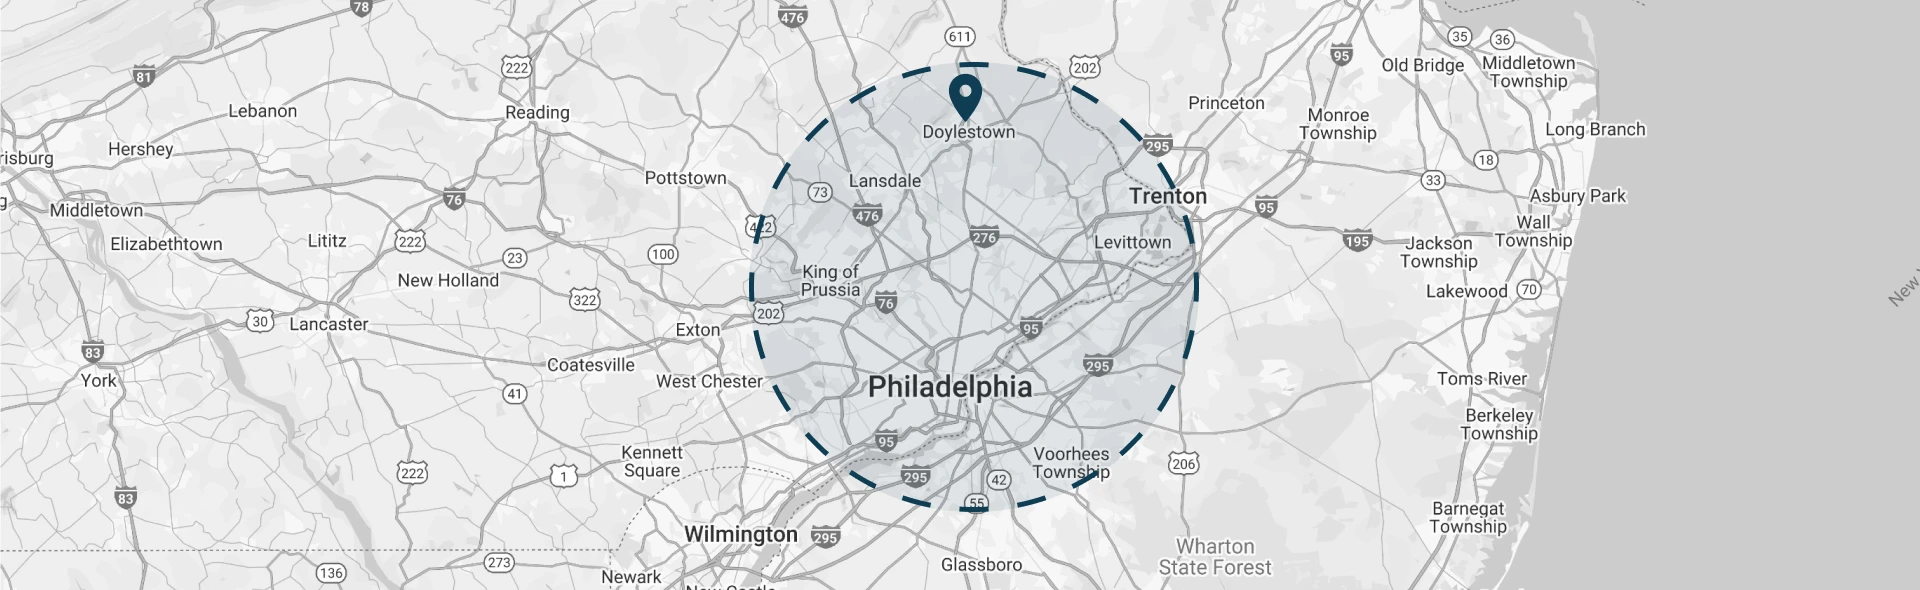 78
476
611
35
36
95
Old Bridge
Middletown
Township
81
222
202
Lebanon
Reading
Princeton
Monroe
Township
Doylestown
Long Branch
risburg
Hershey
295
18
Pottstown
73
Lansdale
33
76
Trenton
Asbury Park
g
Middletown
476
95
422
Wall
Township
Elizabethtown
Lititz
222
276
Levittown
195
Jackson
Township
23
100
New Holland
King of
Prussia
Lakewood
70
New
322
76
202
30
Lancaster
Exton
95
83
Coatesville
295
York
West Chester
Philadelphia
Toms River
41
Berkeley
Township
95
Kennett
Square
Voorhees
Township
206
222
1
295
42
83
55
Barnegat
Township
Wilmington
295
Wharton
State Forest
273
Glassboro
136
Newark
New Castle